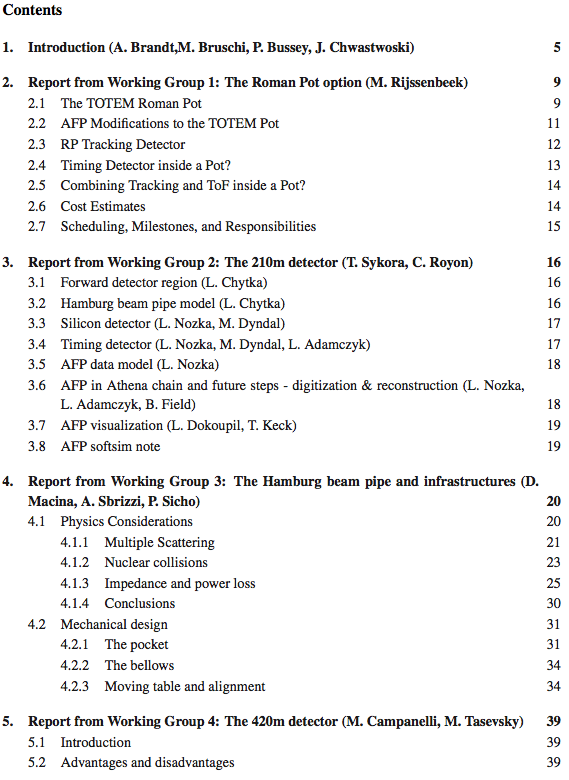 Contents
1. Introduction (A. Brandt,M. Bruschi, P. Bussey, J. Chwastwoski) 5
2. Report from Working Group 1: The Roman Pot option (M. Rijssenbeek) 9
2.1 The TOTEM Roman Pot 9
2.2 AFP Modifications to the TOTEM Pot 11
2.3 RP Tracking Detector 12
2.4 Timing Detector inside a Pot? 13
2.5 Combining Tracking and ToF inside a Pot? 14
2.6 Cost Estimates 14
2.7 Scheduling, Milestones, and Responsibilities 15
3. Report from Working Group 2: The 210m detector (T. Sykora, C. Royon) 16
3.1 Forward detector region (L. Chytka) 16
3.2 Hamburg beam pipe model (L. Chytka) 16
3.3 Silicon detector (L. Nozka, M. Dyndal) 17
3.4 Timing detector (L. Nozka, M. Dyndal, L. Adamczyk) 17
3.5 AFP data model (L. Nozka) 18
3.6 AFP in Athena chain and future steps - digitization & reconstruction (L. Nozka,
L. Adamczyk, B. Field) 18
3.7 AFP visualization (L. Dokoupil, T. Keck) 19
3.8 AFP softsim note 19
4. Report from Working Group 3: The Hamburg beam pipe and infrastructures (D.
Macina, A. Sbrizzi, P. Sicho) 20
4.1 Physics Considerations 20
4.1.1 Multiple Scattering 21
4.1.2 Nuclear collisions 23
4.1.3 Impedance and power loss 25
4.1.4 Conclusions 30
4.2 Mechanical design 31
4.2.1 The pocket 31
4.2.2 The bellows 34
4.2.3 Moving table and alignment 34
5. Report from Working Group 4: The 420m detector (M. Campanelli, M. Tasevsky) 39
5.1 Introduction 39
5.2 Advantages and disadvantages 39